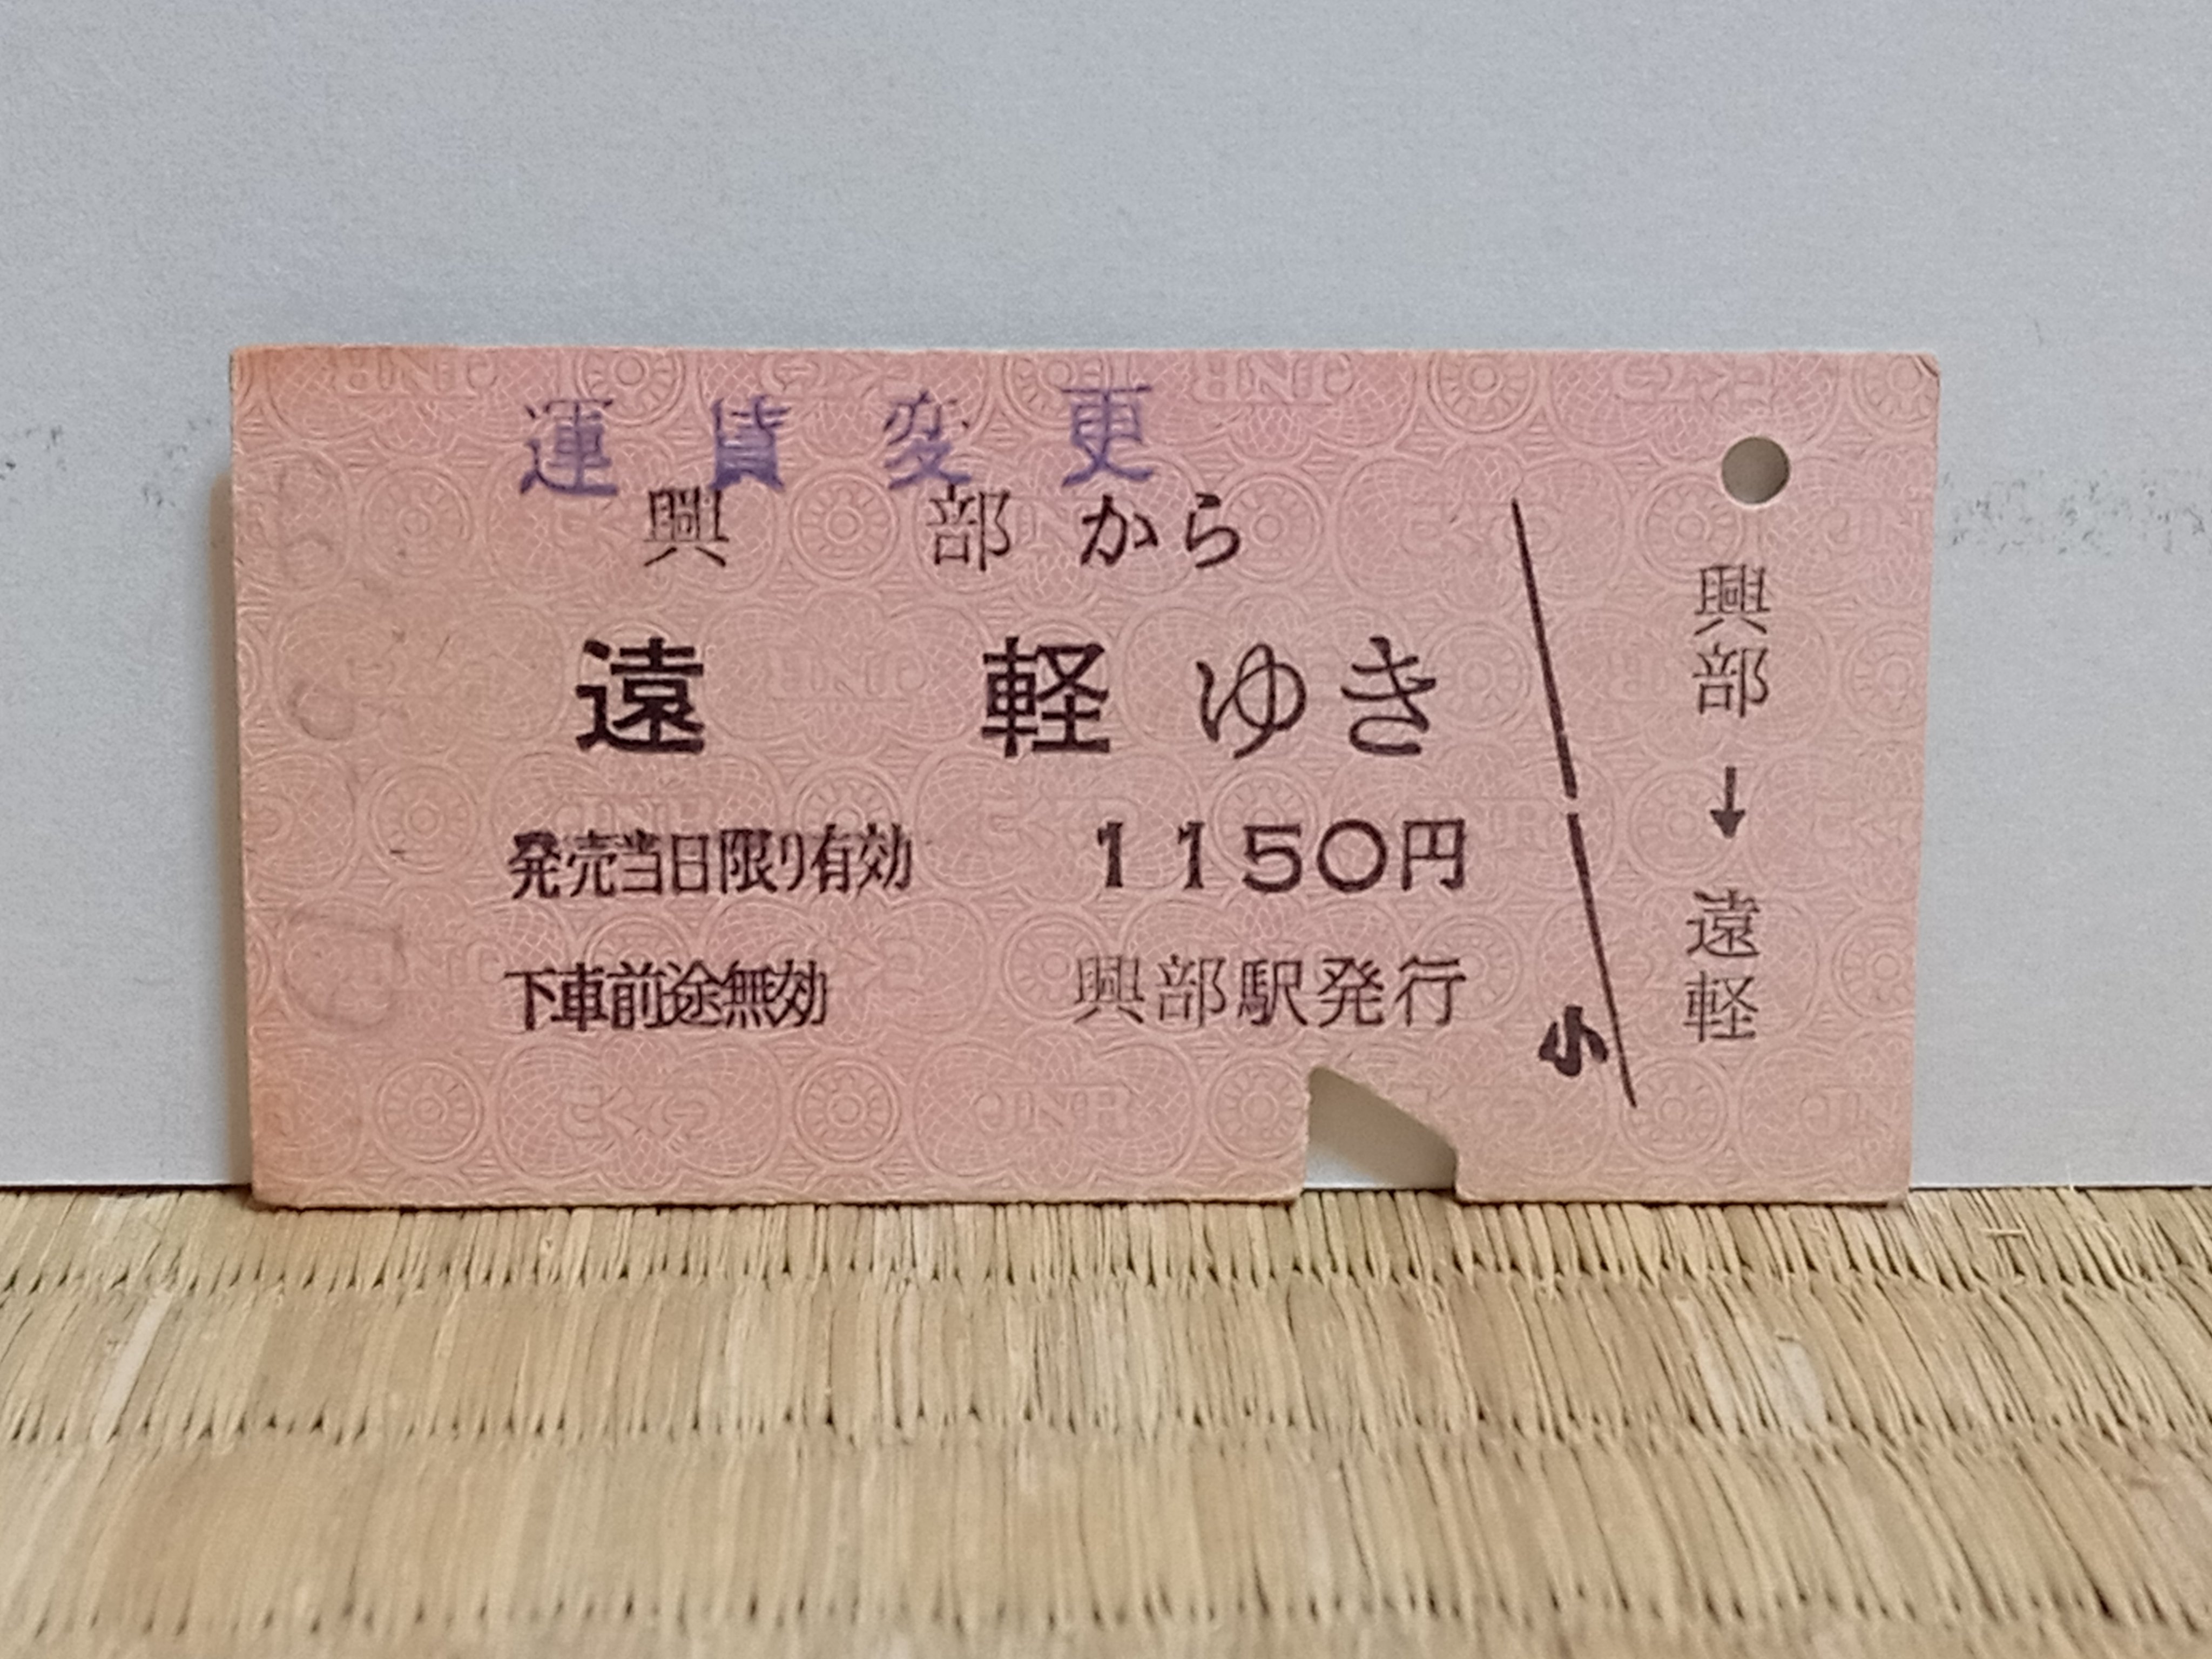 運賃変更
興部から
遠軽ゆき
発売当日限り有効 1150円
下車前途無効 興部駅発行
小
興部→遠軽